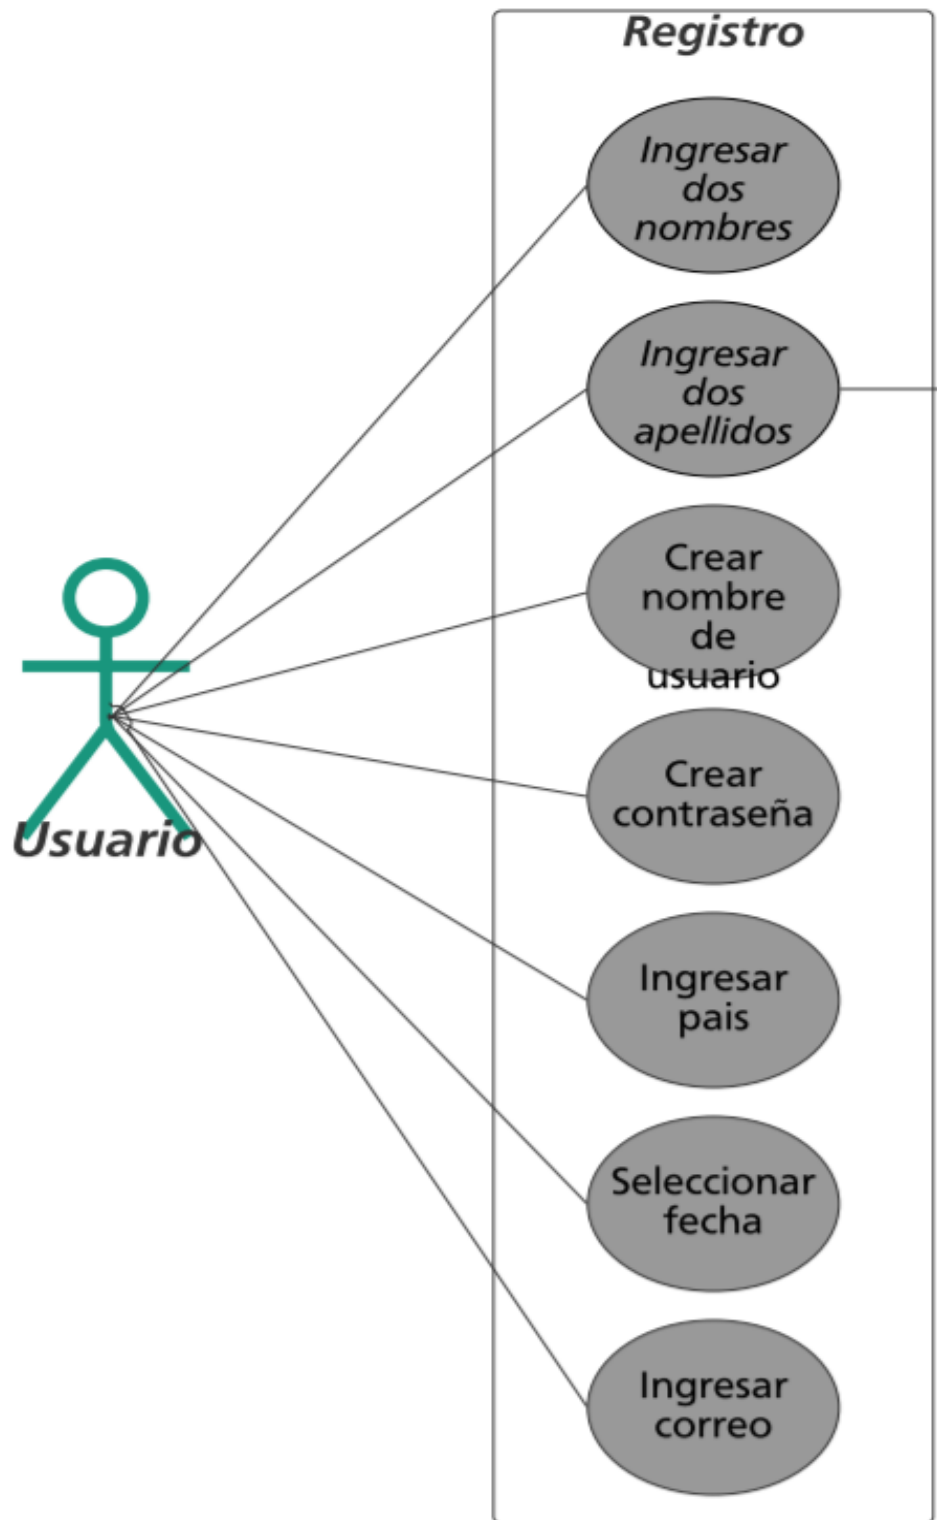 Registro
Ingresar
dos
nombres
Ingresar
dos
apellidos
Crear
nombre
de
usuario
Crear
contraseña
Usuario
Ingresar
pais
Seleccionar
fecha
Ingresar
correo